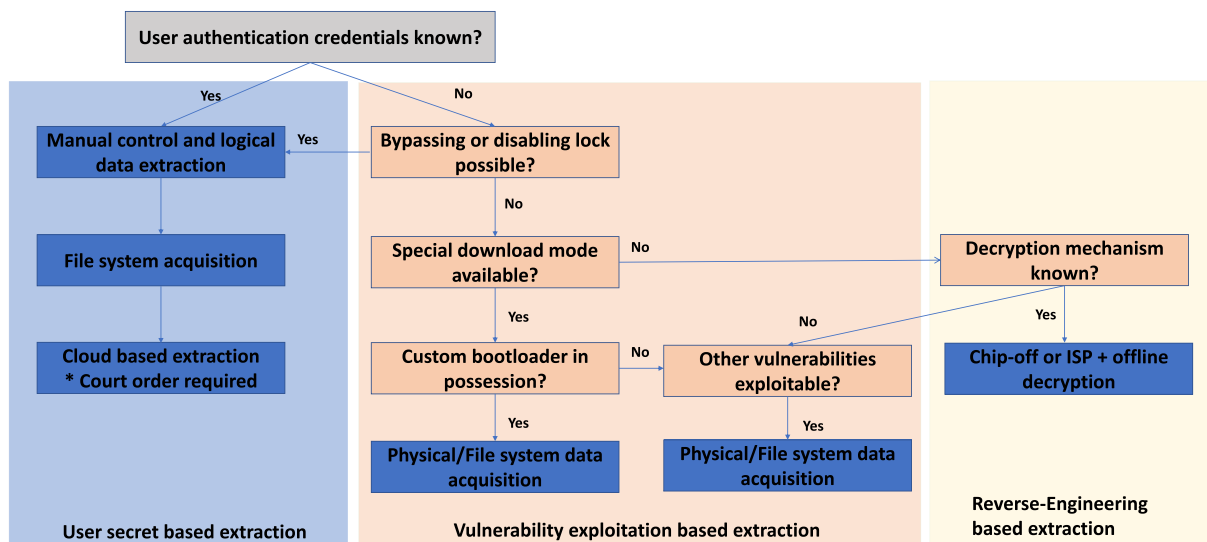 User authentication credentials known?
Yes
No
Manual control and logical
data extraction
Yes
Bypassing or disabling lock
possible?
No
File system acquisition
Special download mode
available?
No
Decryption mechanism
known?
Yes
No
Yes
Cloud based extraction
* Court order required
Custom bootloader in
possession?
No
Other vulnerabilities
exploitable?
Chip-off or ISP + offline
decryption
Yes
Yes
Physical/File system data
acquisition
Physical/File system data
acquisition
User secret based extraction
Vulnerability exploitation based extraction
Reverse-Engineering
based extraction